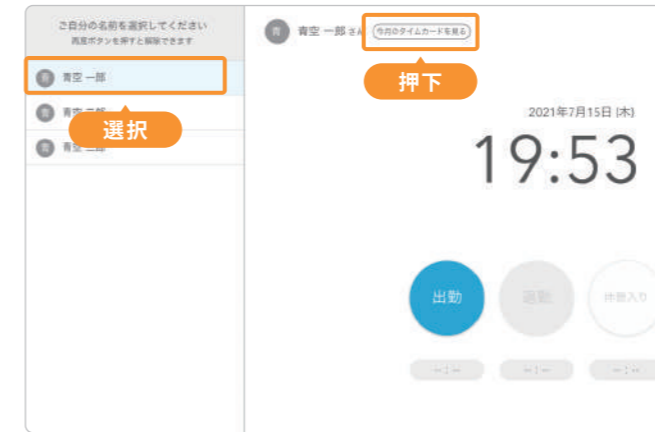 ご自分の名前を選択してください
再度ボタンを押すと解除できます
青 青空 一郎
青
選択
青
青 青空 一郎 さん
今月のタイムカードを見る
押下
2021年7月15日 (木)
19:53
出勤
退勤
休憩入り
--:--
--:--
--:--